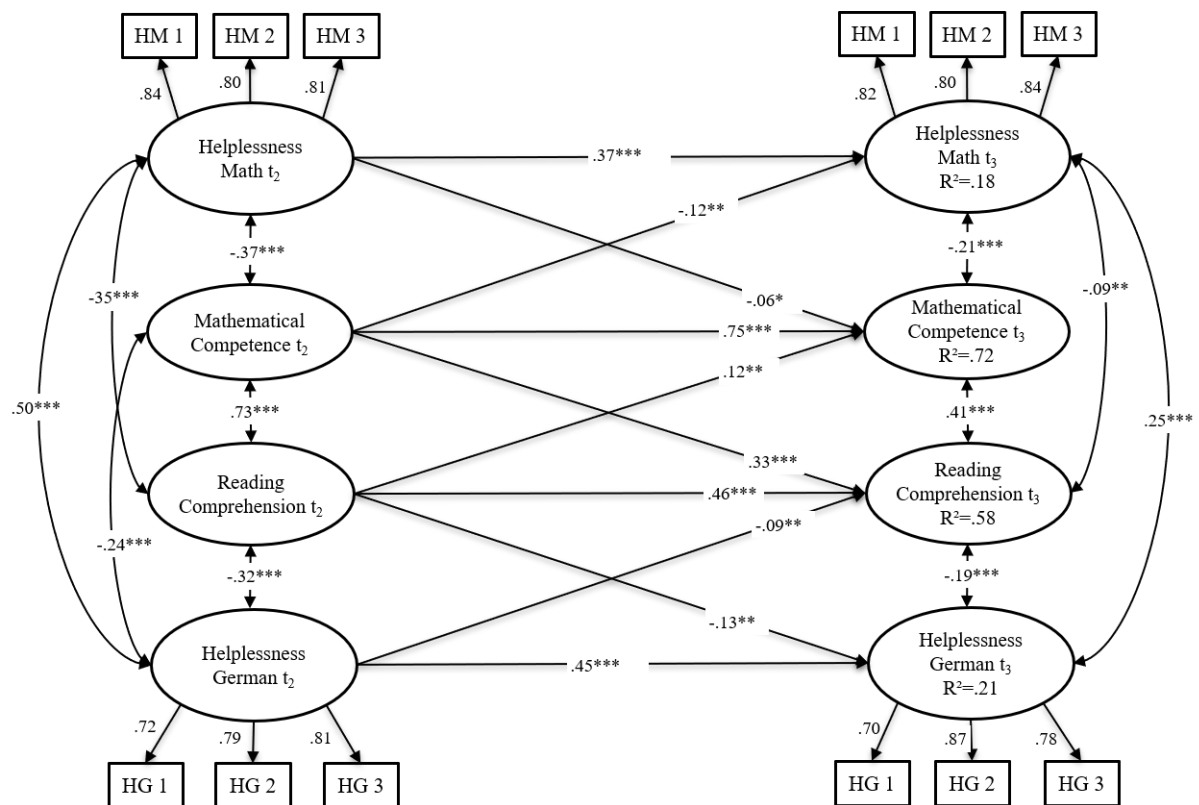 HM 1 HM 2 HM 3 HM 1 HM 2 HM 3
.84 .80 .81 .82 .80 .84
Helplessness
Math t₂
.37***
Helplessness
Math t₃
R²=.18
-.12**
-.37***
-.21***
-35***
-.09**
Mathematical
Competence t₂
-.06*
.75***
Mathematical
Competence t₃
R²=.72
.12**
.50***
.73***
.41***
.25***
.33***
Reading
Comprehension t₂
.46***
Reading
Comprehension t₃
R²=.58
-.09**
-.24***
-.32***
-.19***
-.13**
Helplessness
German t₂
.45***
Helplessness
German t₃
R²=.21
.72 .79 .81 .70 .87 .78
HG 1 HG 2 HG 3 HG 1 HG 2 HG 3